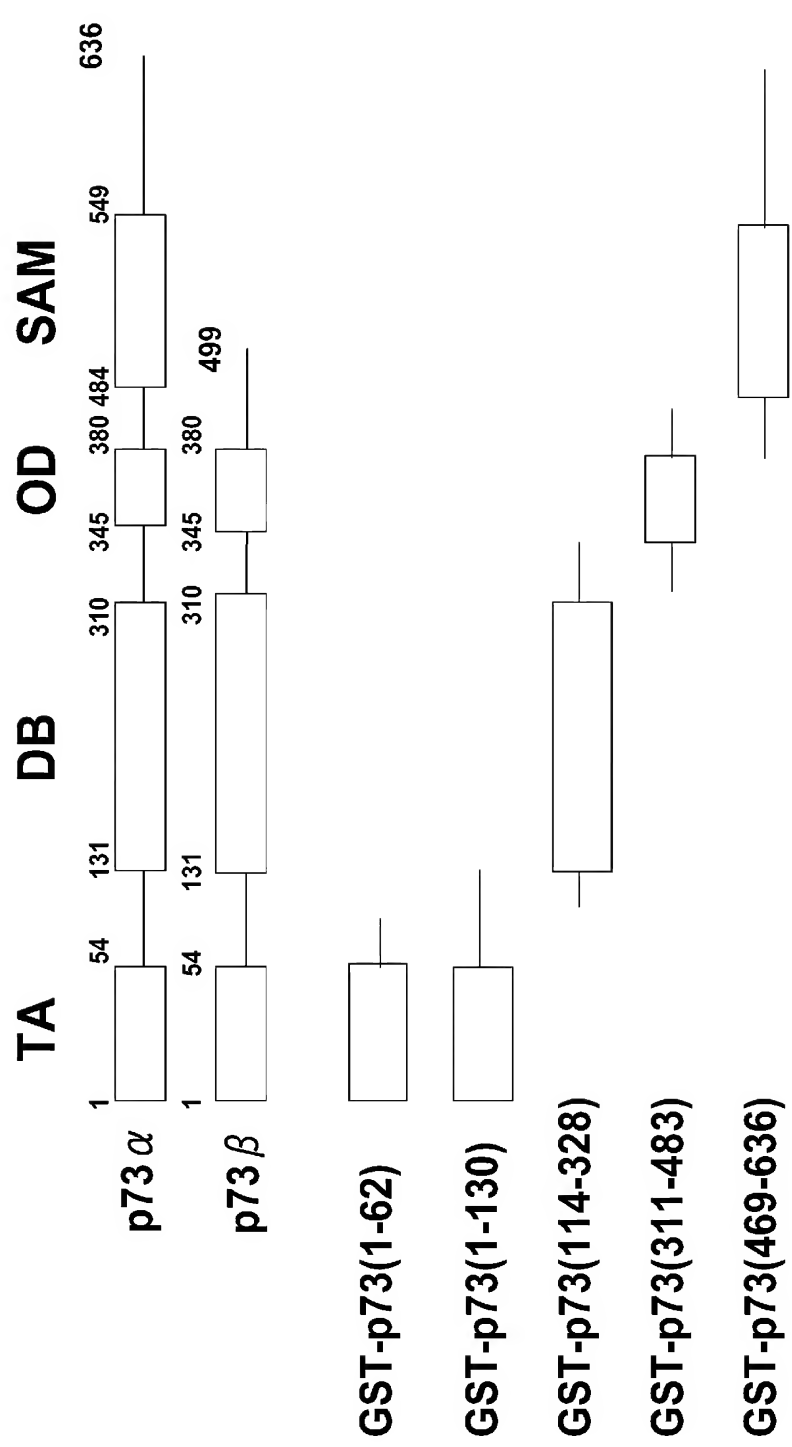 TA DB OD SAM
1 54 131 310 345 380 484 549 636
p73 α
1 54 131 310 345 380 499
p73 β
GST-p73(1-62)
GST-p73(1-130)
GST-p73(114-328)
GST-p73(311-483)
GST-p73(469-636)